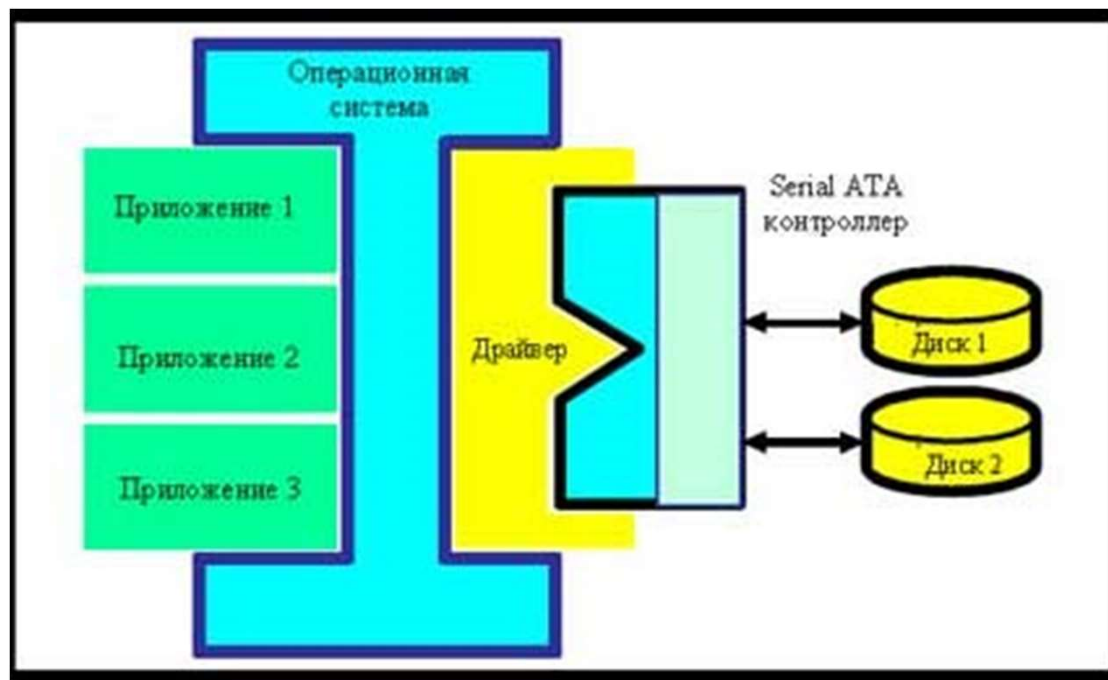 Операционная
система
Приложение 1
Приложение 2
Приложение 3
Драйвер
Serial ATA
контроллер
Диск 1
Диск 2